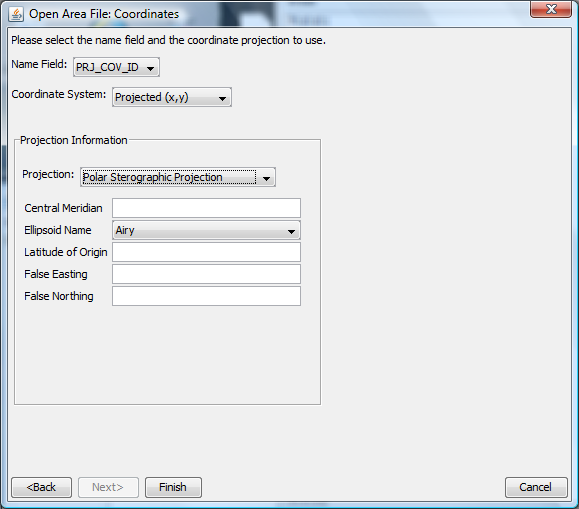 Open Area File: Coordinates
Please select the name field and the coordinate projection to use.
Name Field: PRJ_COV_ID
Coordinate System: Projected (x,y)
Projection Information
Projection: Polar Sterographic Projection
Central Meridian
Ellipsoid Name Airy
Latitude of Origin
False Easting
False Northing
<Back Next> Finish Cancel